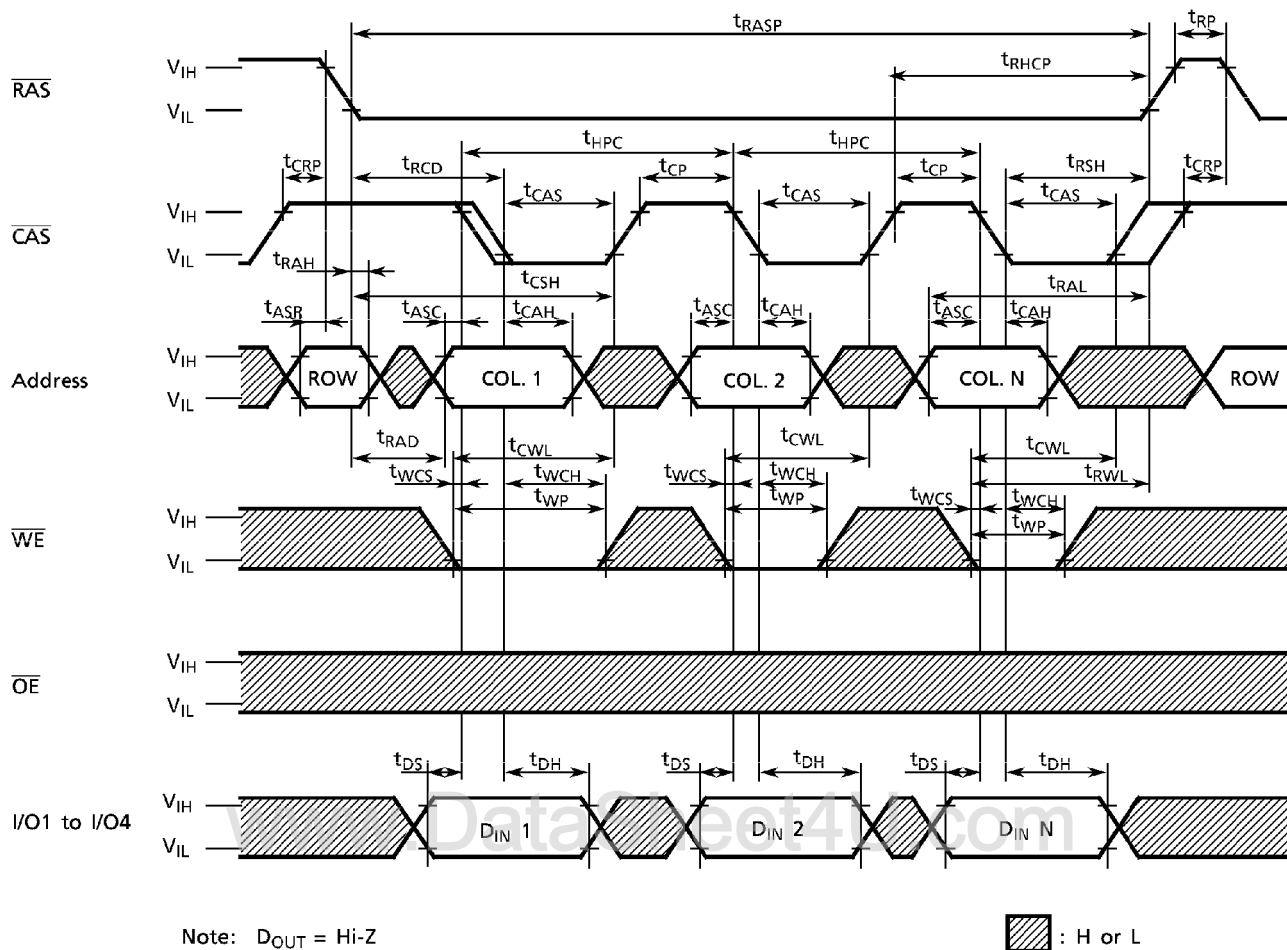 tRASP tRP
tRHCP
RAS VIH
VIL
tHPC tHPC
tCRP tRCD tCP tCP tRSH tCRP
tCAS tCAS tCAS
CAS VIH
VIL
tRAH tCSH tRAL
tASR tASC tCAH tASC tCAH tASC tCAH
Address VIH
VIL
ROW COL. 1 COL. 2 COL. N ROW
tRAD tCWL tCWL tCWL
tWCS tWCH tWCS tWCH tRWL
tWP tWP tWCS tWCH
tWP
WE VIH
VIL
OE VIH
VIL
tDS tDH tDS tDH tDS tDH
I/O1 to I/O4 VIH
VIL
DIN 1 DIN 2 DIN N
www.DataSheet4U.com
Note: DOUT = Hi-Z
: H or L